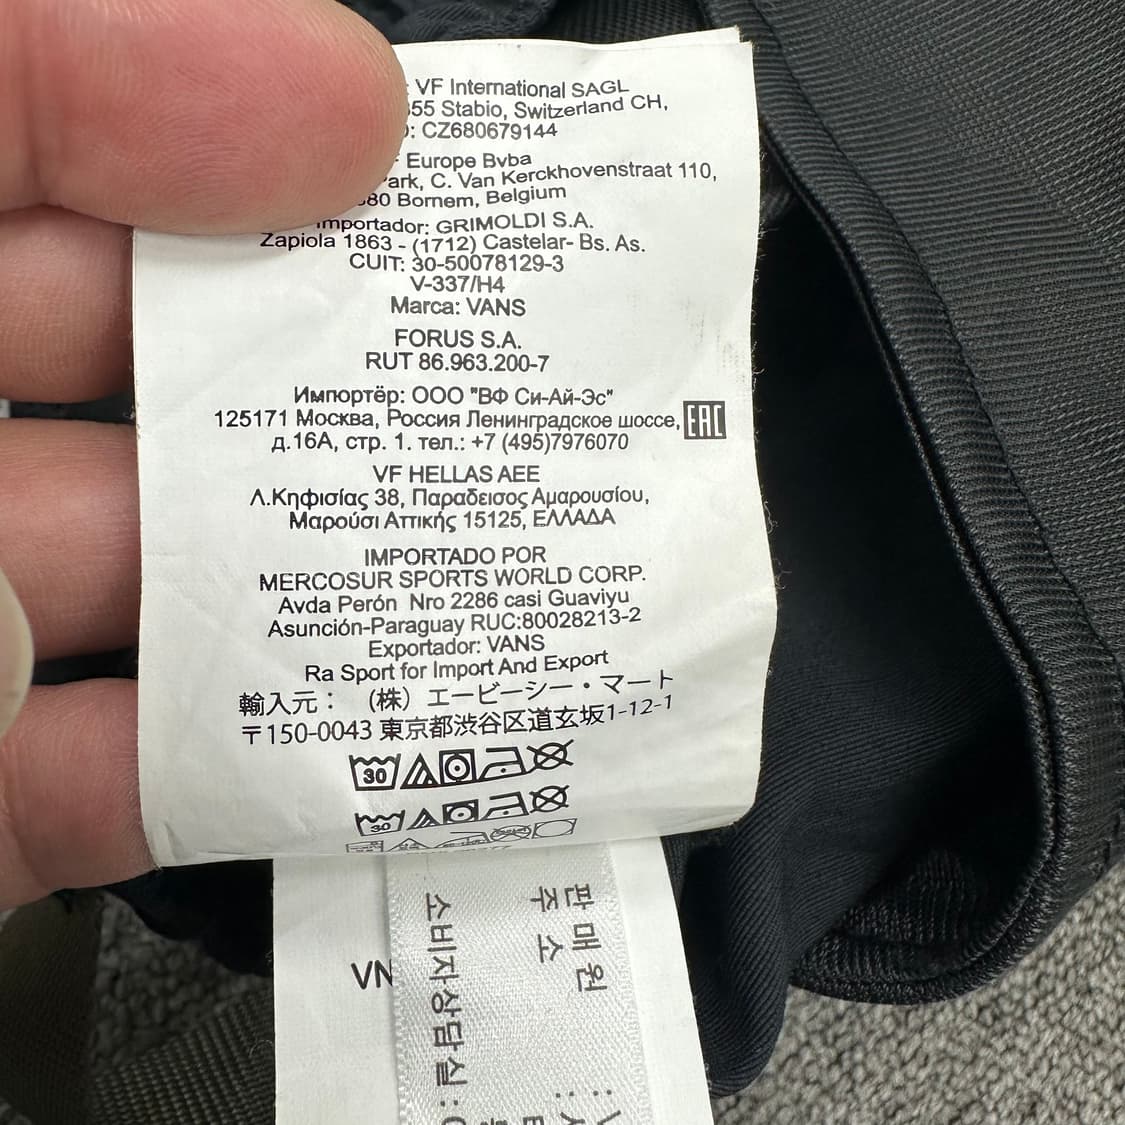 : VF International SAGL
355 Stabio, Switzerland CH,
: CZ680679144
Europe Bvba
Park, C. Van Kerckhovenstraat 110,
880 Bornem, Belgium
Importador: GRIMOLDI S.A.
Zapiola 1863 - (1712) Castelar- Bs. As.
CUIT: 30-50078129-3
V-337/H4
Marca: VANS
FORUS S.A.
RUT 86.963.200-7
Импортёр: ООО "ВФ Си-Ай-Эс"
125171 Москва, Россия Ленинградское шоссе, EAC
д.16А, стр. 1. тел.: +7 (495)7976070
VF HELLAS AEE
Λ.Κηφισίας 38, Παραδεισος Αμαρουσίου,
Μαρούσι Αττικής 15125, ΕΛΛΑΔΑ
IMPORTADO POR
MERCOSUR SPORTS WORLD CORP.
Avda Perón Nro 2286 casi Guaviyu
Asunción-Paraguay RUC:80028213-2
Exportador: VANS
Ra Sport for Import And Export
輸入元： （株）エービーシー・マート
〒150-0043 東京都渋谷区道玄坂1-12-1
30
30
VN
판매원
주소
소비자상담실 :